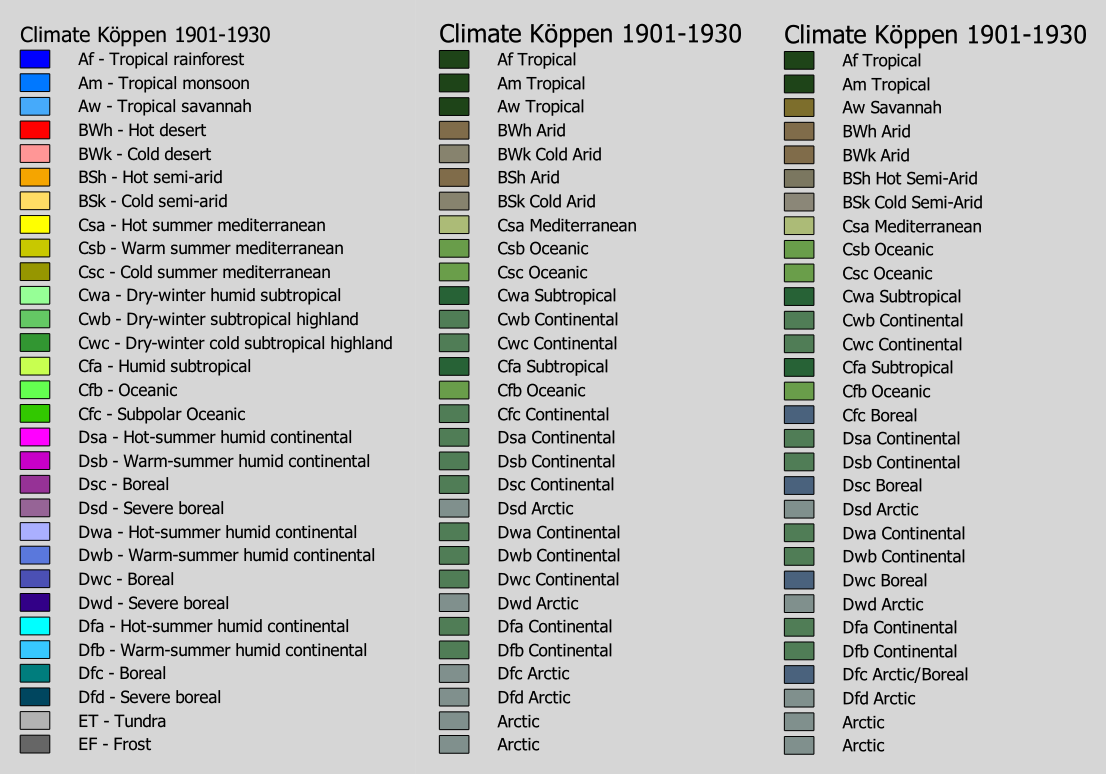 Climate Köppen 1901-1930
Af - Tropical rainforest
Am - Tropical monsoon
Aw - Tropical savannah
BWh - Hot desert
BWk - Cold desert
BSh - Hot semi-arid
BSk - Cold semi-arid
Csa - Hot summer mediterranean
Csb - Warm summer mediterranean
Csc - Cold summer mediterranean
Cwa - Dry-winter humid subtropical
Cwb - Dry-winter subtropical highland
Cwc - Dry-winter cold subtropical highland
Cfa - Humid subtropical
Cfb - Oceanic
Cfc - Subpolar Oceanic
Dsa - Hot-summer humid continental
Dsb - Warm-summer humid continental
Dsc - Boreal
Dsd - Severe boreal
Dwa - Hot-summer humid continental
Dwb - Warm-summer humid continental
Dwc - Boreal
Dwd - Severe boreal
Dfa - Hot-summer humid continental
Dfb - Warm-summer humid continental
Dfc - Boreal
Dfd - Severe boreal
ET - Tundra
EF - Frost
Climate Köppen 1901-1930
Af Tropical
Am Tropical
Aw Tropical
BWh Arid
BWk Cold Arid
BSh Arid
BSk Cold Arid
Csa Mediterranean
Csb Oceanic
Csc Oceanic
Cwa Subtropical
Cwb Continental
Cwc Continental
Cfa Subtropical
Cfb Oceanic
Cfc Continental
Dsa Continental
Dsb Continental
Dsc Continental
Dsd Arctic
Dwa Continental
Dwb Continental
Dwc Continental
Dwd Arctic
Dfa Continental
Dfb Continental
Dfc Arctic
Dfd Arctic
Arctic
Arctic
Climate Köppen 1901-1930
Af Tropical
Am Tropical
Aw Savannah
BWh Arid
BWk Arid
BSh Hot Semi-Arid
BSk Cold Semi-Arid
Csa Mediterranean
Csb Oceanic
Csc Oceanic
Cwa Subtropical
Cwb Continental
Cwc Continental
Cfa Subtropical
Cfb Oceanic
Cfc Boreal
Dsa Continental
Dsb Continental
Dsc Boreal
Dsd Arctic
Dwa Continental
Dwb Continental
Dwc Boreal
Dwd Arctic
Dfa Continental
Dfb Continental
Dfc Arctic/Boreal
Dfd Arctic
Arctic
Arctic